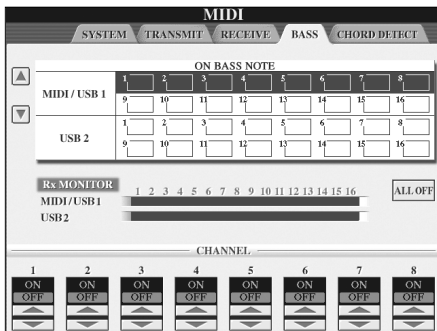 MIDI
SYSTEM TRANSMIT RECEIVE BASS CHORD DETECT
ON BASS NOTE
MIDI / USB 1
1 2 3 4 5 6 7 8
9 10 11 12 13 14 15 16
USB 2
1 2 3 4 5 6 7 8
9 10 11 12 13 14 15 16
Rx MONITOR
1 2 3 4 5 6 7 8 9 10 11 12 13 14 15 16
ALL OFF
MIDI/USB1
USB2
CHANNEL
1 2 3 4 5 6 7 8
ON ON ON ON ON ON ON ON
OFF OFF OFF OFF OFF OFF OFF OFF